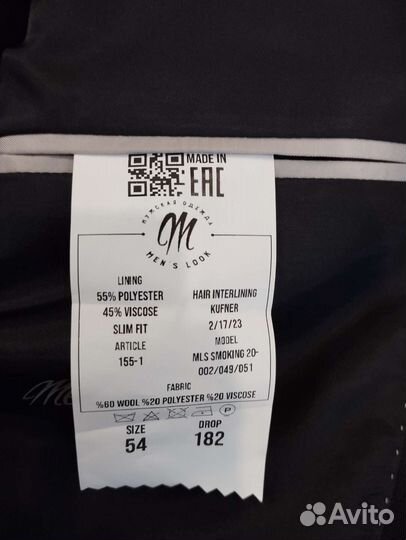 MADE IN
EAC
МУЖСКАЯ ОДЕЖДА
M
MEN'S LOOK
LINING
55% POLYESTER
45% VISCOSE
SLIM FIT
ARTICLE
155-1
HAIR INTERLINING
KUFNER
2/17/23
MODEL
MLS SMOKING 20-
002/049/051
FABRIC
%60 WOOL %20 POLYESTER %20 VISCOSE
P
SIZE
54
DROP
182
Avito